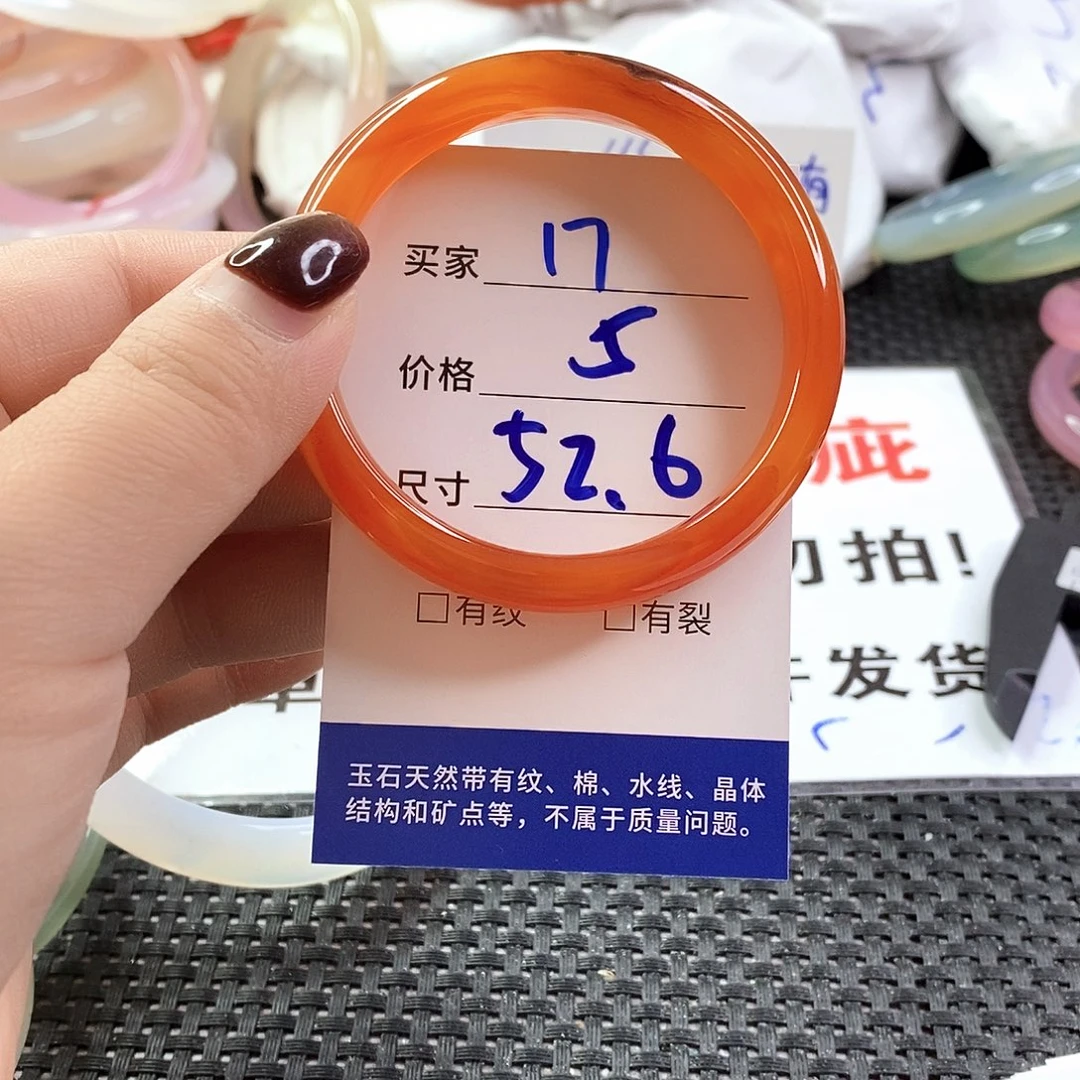 买家 17
价格 5
尺寸 52.6
□有纹 □有裂
玉石天然带有纹、棉、水线、晶体
结构和矿点等，不属于质量问题。
疵
勿拍!
发货